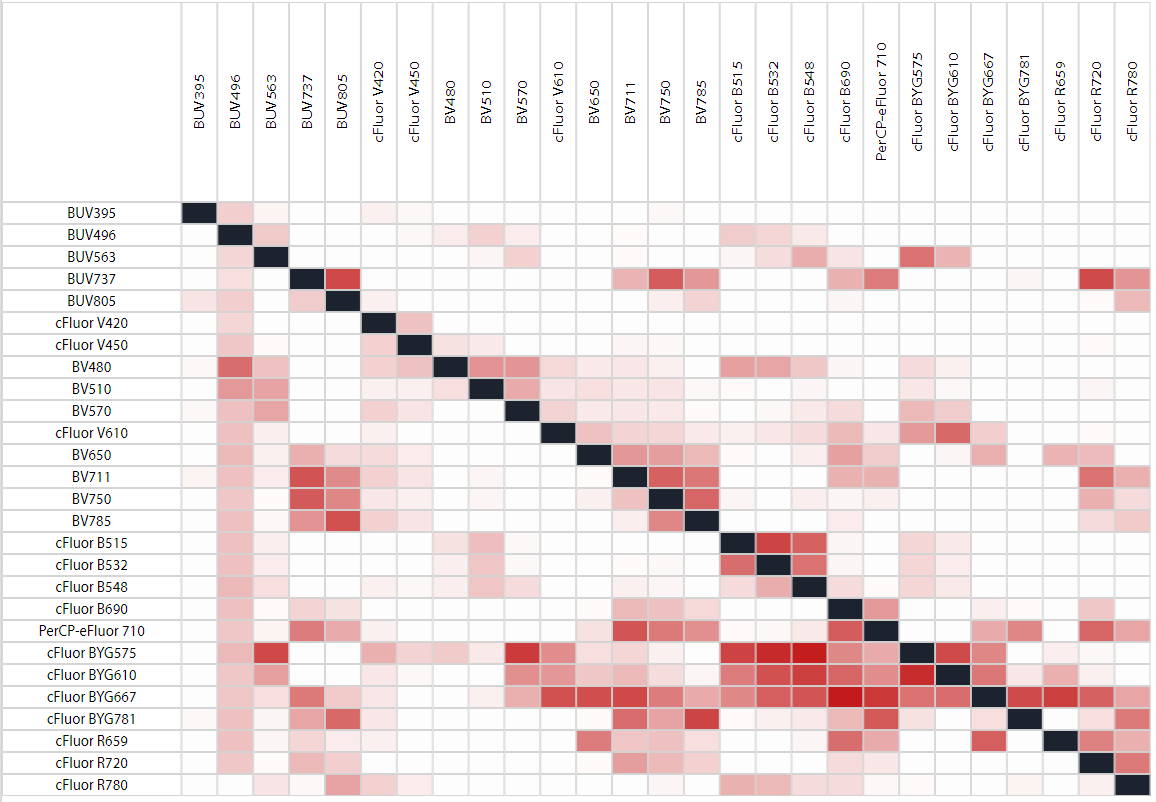 BUV395
BUV496
BUV563
BUV737
BUV805
cFluor V420
cFluor V450
BV480
BV510
BV570
cFluor V610
BV650
BV711
BV750
BV785
cFluor B515
cFluor B532
cFluor B548
cFluor B690
PerCP-eFluor 710
cFluor BYG575
cFluor BYG610
cFluor BYG667
cFluor BYG781
cFluor R659
cFluor R720
cFluor R780
BUV395
BUV496
BUV563
BUV737
BUV805
cFluor V420
cFluor V450
BV480
BV510
BV570
cFluor V610
BV650
BV711
BV750
BV785
cFluor B515
cFluor B532
cFluor B548
cFluor B690
PerCP-eFluor 710
cFluor BYG575
cFluor BYG610
cFluor BYG667
cFluor BYG781
cFluor R659
cFluor R720
cFluor R780